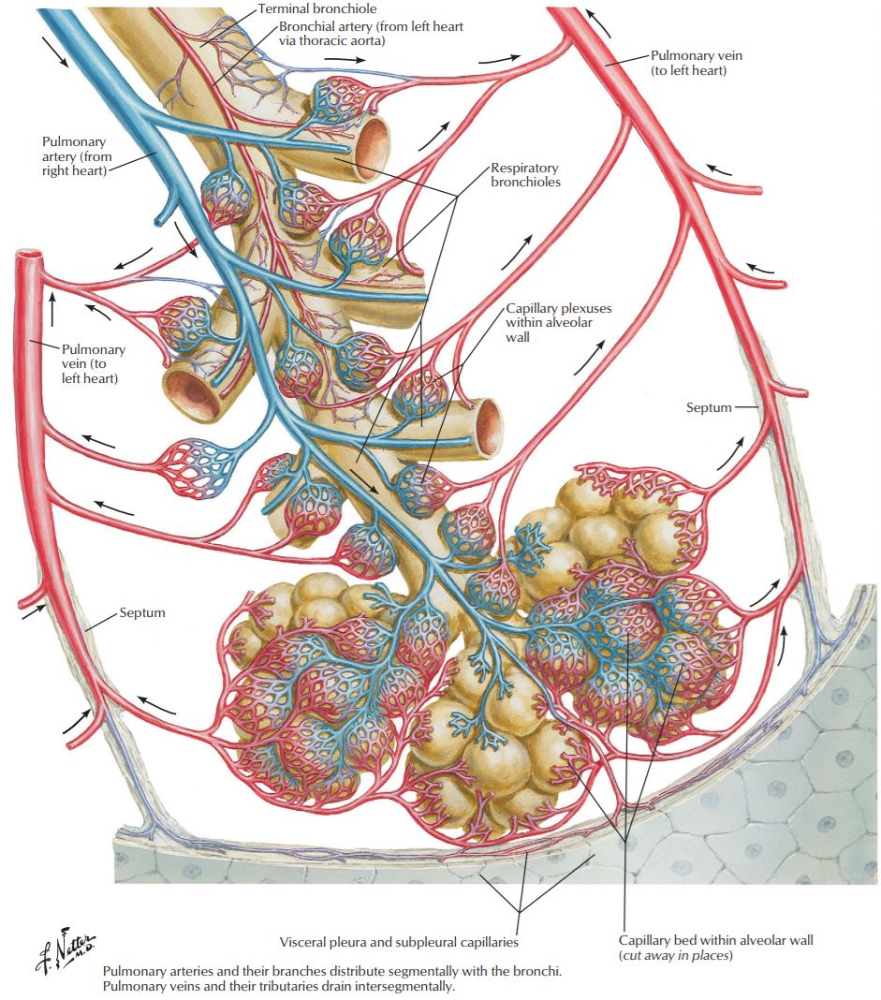 Terminal bronchiole
Bronchial artery (from left heart
via thoracic aorta)
Pulmonary vein
(to left heart)
Pulmonary
artery (from
right heart)
Respiratory
bronchioles
Capillary plexuses
within alveolar
wall
Pulmonary
vein (to
left heart)
Septum
Septum
Visceral pleura and subpleural capillaries
Capillary bed within alveolar wall
(cut away in places)
f. Netter
M.D.
Pulmonary arteries and their branches distribute segmentally with the bronchi.
Pulmonary veins and their tributaries drain intersegmentally.